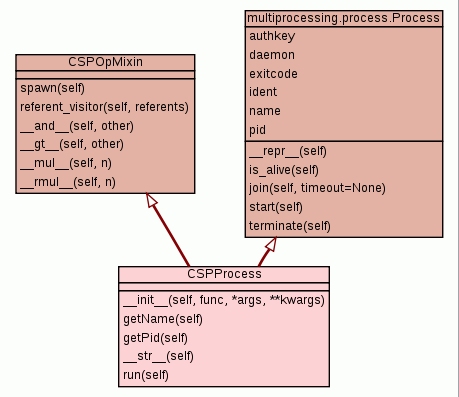 CSPOpMixin
spawn(self)
referent_visitor(self, referents)
__and__(self, other)
__gt__(self, other)
__mul__(self, n)
__rmul__(self, n)
multiprocessing.process.Process
authkey
daemon
exitcode
ident
name
pid
__repr__(self)
is_alive(self)
join(self, timeout=None)
start(self)
terminate(self)
CSPProcess
__init__(self, func, *args, **kwargs)
getName(self)
getPid(self)
__str__(self)
run(self)